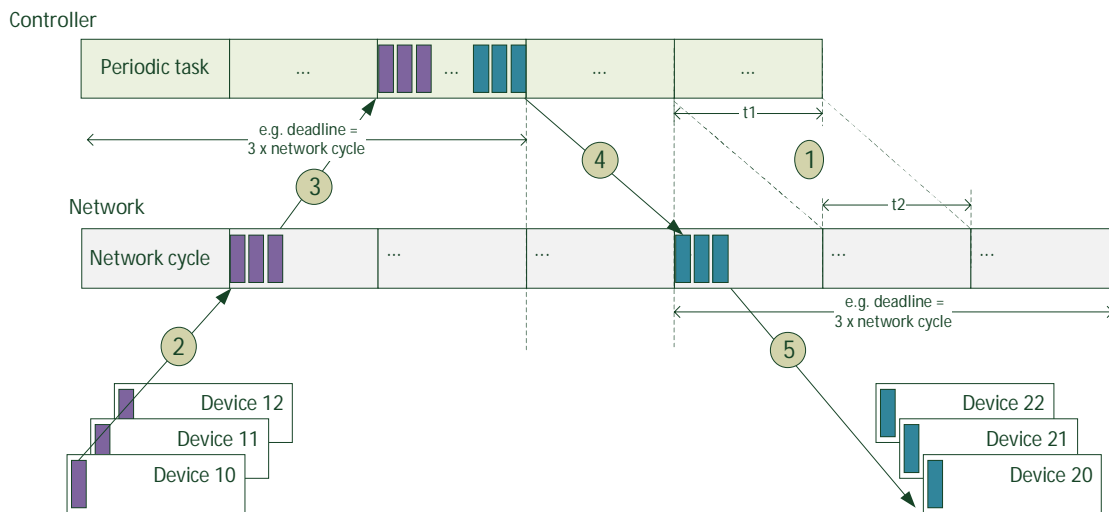 Controller
Periodic task
...
...
...
...
t1
e.g. deadline =
3 x network cycle
1
3
4
t2
Network
Network cycle
...
...
...
...
e.g. deadline =
3 x network cycle
2
5
Device 12
Device 11
Device 10
Device 22
Device 21
Device 20